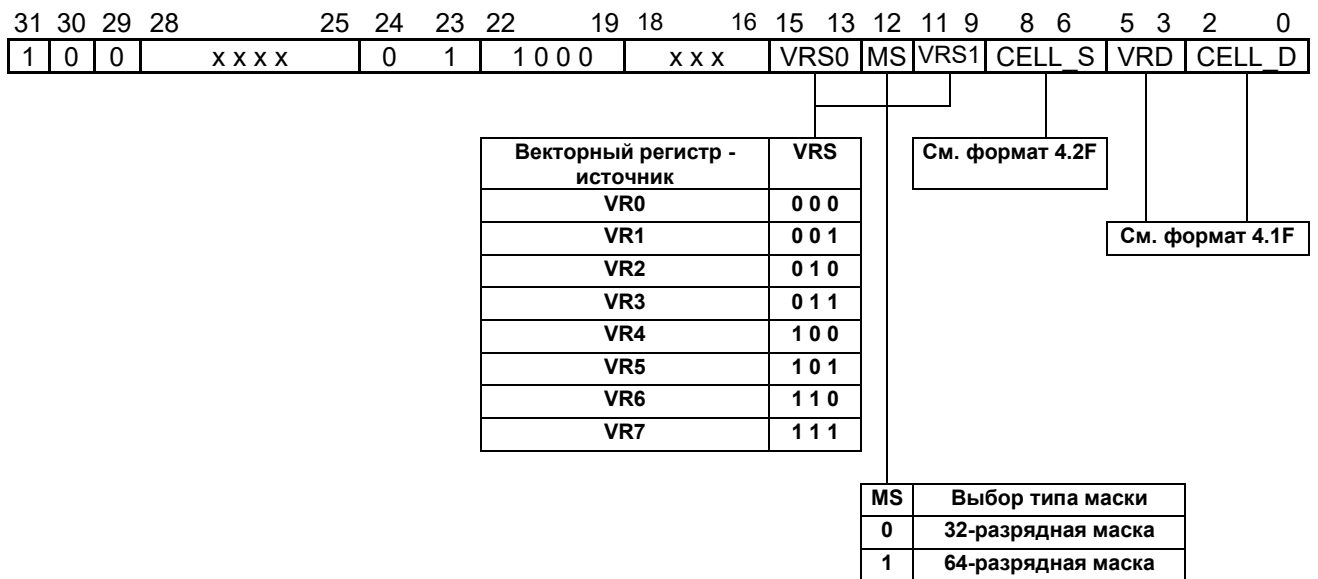 31 30 29 28 25 24 23 22 19 18 16 15 13 12 11 9 8 6 5 3 2 0
1 0 0 x x x x 0 1 1 0 0 0 x x x VRS0 MS VRS1 CELL_S VRD CELL_D
Векторный регистр - источник VRS
VR0 0 0 0
VR1 0 0 1
VR2 0 1 0
VR3 0 1 1
VR4 1 0 0
VR5 1 0 1
VR6 1 1 0
VR7 1 1 1
См. формат 4.2F
См. формат 4.1F
MS Выбор типа маски
0 32-разрядная маска
1 64-разрядная маска